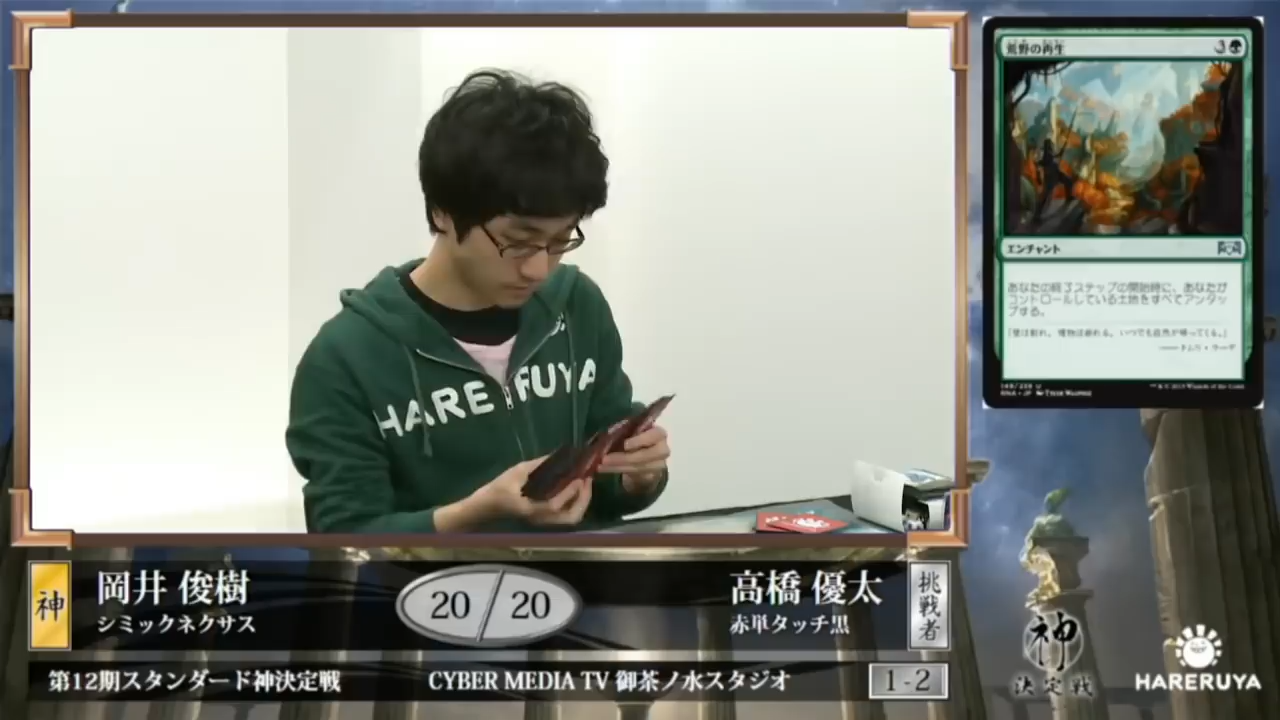 荒野の再生 3
エンチャント
あなたの終了ステップの開始時に、あなたが
コントロールしている土地をすべてアンタッ
プする。
HARERUYA
神
岡井 俊樹
シミックネクサス
20 / 20
高橋 優太
赤単タッチ黒
挑戦者
第12期スタンダード神決定戦
CYBER MEDIA TV 御茶ノ水スタジオ
1-2
神
決定戦
HARERUYA